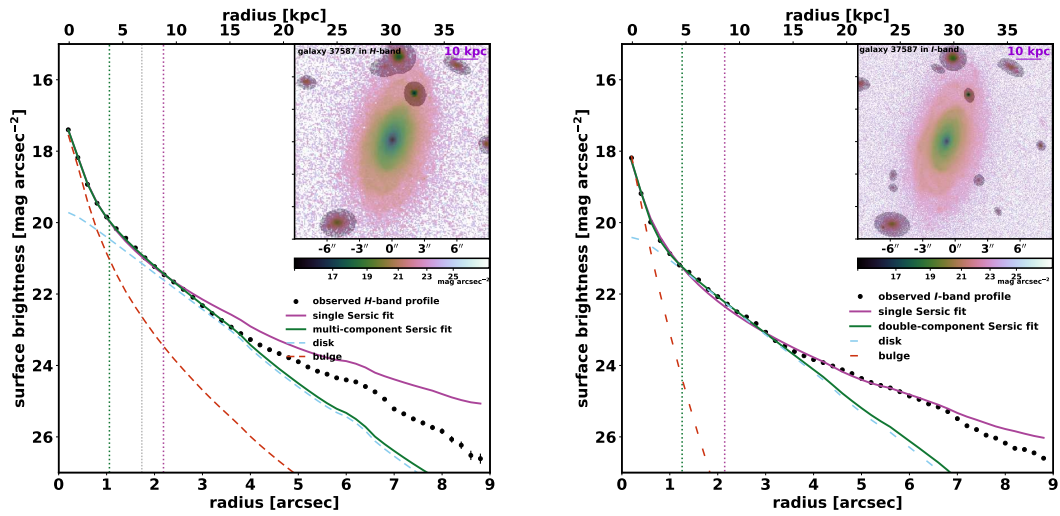 radius [kpc]
0 5 10 15 20 25 30 35
galaxy 37587 in H-band
10 kpc
-6″ -3″ 0″ 3″ 6″
17 19 21 23 25
mag arcsec−2
observed H-band profile
single Sersic fit
multi-component Sersic fit
disk
bulge
surface brightness [mag arcsec−2]
16
18
20
22
24
26
0 1 2 3 4 5 6 7 8 9
radius [arcsec]
radius [kpc]
0 5 10 15 20 25 30 35
galaxy 37587 in I-band
10 kpc
-6″ -3″ 0″ 3″ 6″
17 19 21 23 25
mag arcsec−2
observed I-band profile
single Sersic fit
double-component Sersic fit
disk
bulge
surface brightness [mag arcsec−2]
16
18
20
22
24
26
0 1 2 3 4 5 6 7 8 9
radius [arcsec]